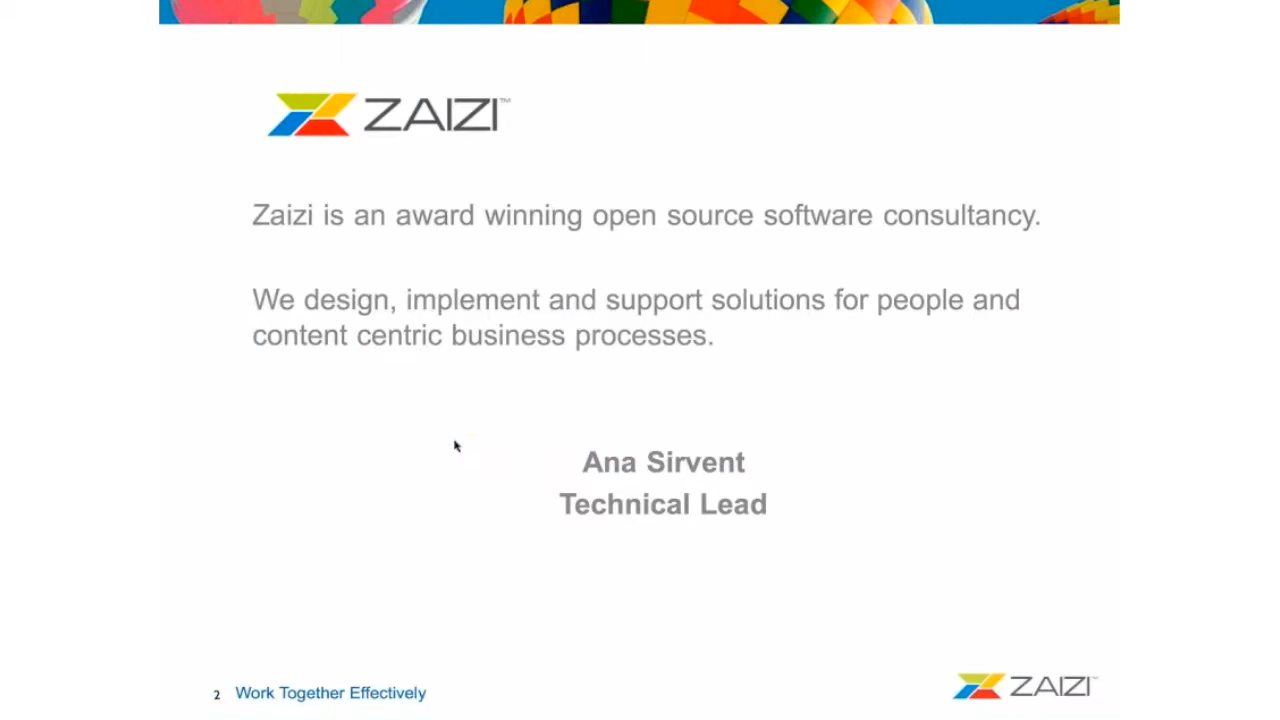 ZAIZI™
Zaizi is an award winning open source software consultancy.
We design, implement and support solutions for people and
content centric business processes.
Ana Sirvent
Technical Lead
2 Work Together Effectively
ZAIZI™